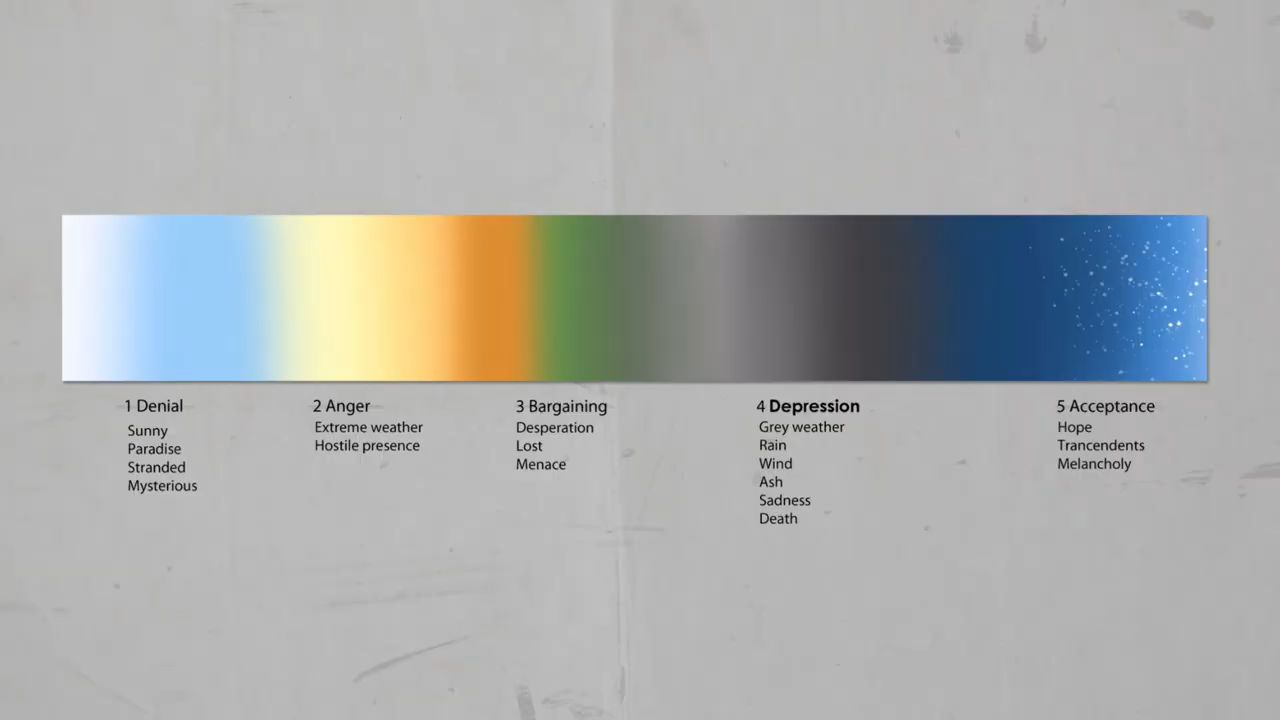 1 Denial
Sunny
Paradise
Stranded
Mysterious
2 Anger
Extreme weather
Hostile presence
3 Bargaining
Desperation
Lost
Menace
4 Depression
Grey weather
Rain
Wind
Ash
Sadness
Death
5 Acceptance
Hope
Trancendents
Melancholy